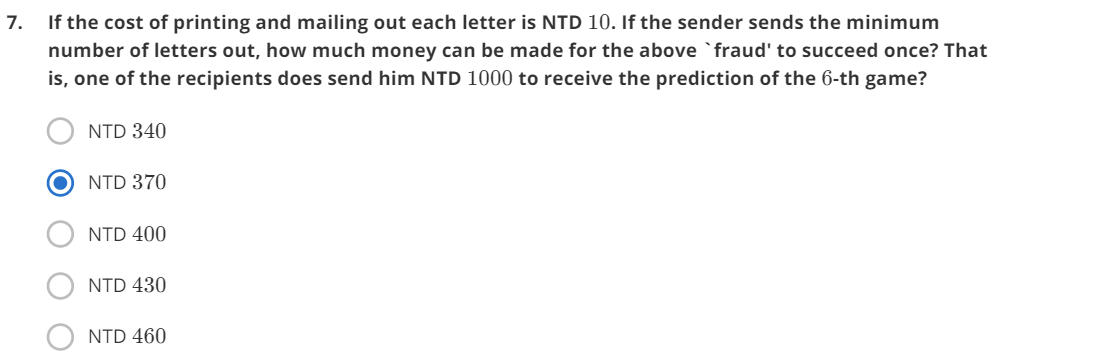 7. If the cost of printing and mailing out each letter is NTD 10. If the sender sends the minimum
number of letters out, how much money can be made for the above `fraud' to succeed once? That
is, one of the recipients does send him NTD 1000 to receive the prediction of the 6-th game?
NTD 340
NTD 370
NTD 400
NTD 430
NTD 460